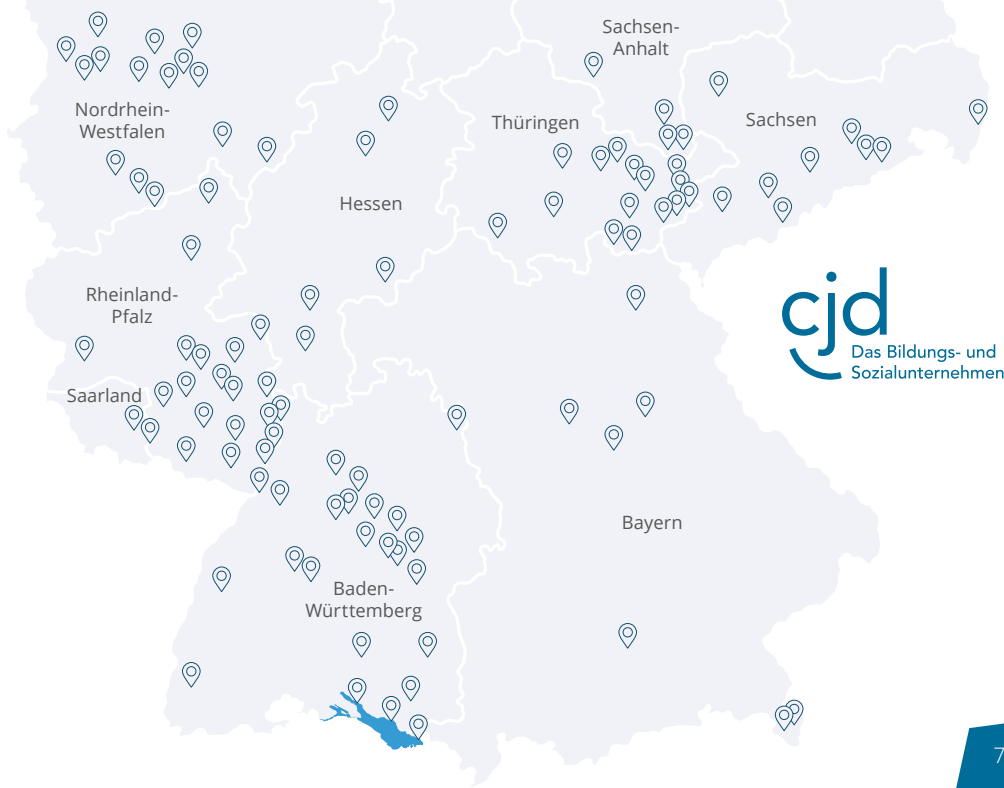 Sachsen-
Anhalt
Nordrhein-
Westfalen
Thüringen
Sachsen
Hessen
Rheinland-
Pfalz
cjd
Das Bildungs- und
Sozialunternehmen
Saarland
Bayern
Baden-
Württemberg
7